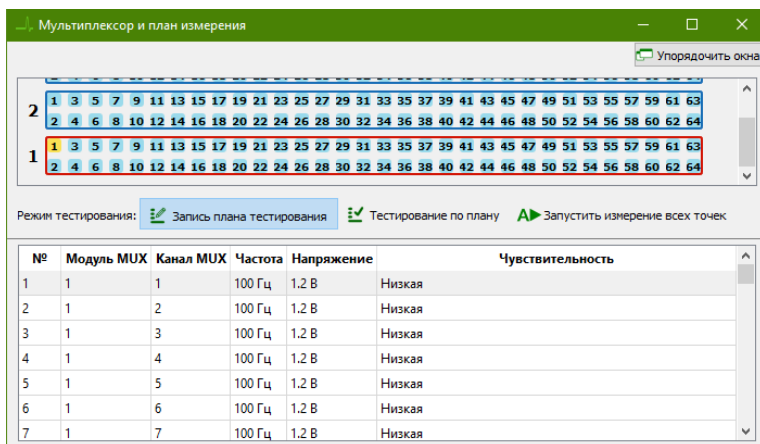 Мультиплексор и план измерения
Упорядочить окна
2
1 3 5 7 9 11 13 15 17 19 21 23 25 27 29 31 33 35 37 39 41 43 45 47 49 51 53 55 57 59 61 63
2 4 6 8 10 12 14 16 18 20 22 24 26 28 30 32 34 36 38 40 42 44 46 48 50 52 54 56 58 60 62 64
1
1 3 5 7 9 11 13 15 17 19 21 23 25 27 29 31 33 35 37 39 41 43 45 47 49 51 53 55 57 59 61 63
2 4 6 8 10 12 14 16 18 20 22 24 26 28 30 32 34 36 38 40 42 44 46 48 50 52 54 56 58 60 62 64
Режим тестирования: Запись плана тестирования Тестирование по плану A Запустить измерение всех точек
№ Модуль MUX Канал MUX Частота Напряжение Чувствительность
1 1 1 100 Гц 1.2 В Низкая
2 1 2 100 Гц 1.2 В Низкая
3 1 3 100 Гц 1.2 В Низкая
4 1 4 100 Гц 1.2 В Низкая
5 1 5 100 Гц 1.2 В Низкая
6 1 6 100 Гц 1.2 В Низкая
7 1 7 100 Гц 1.2 В Низкая